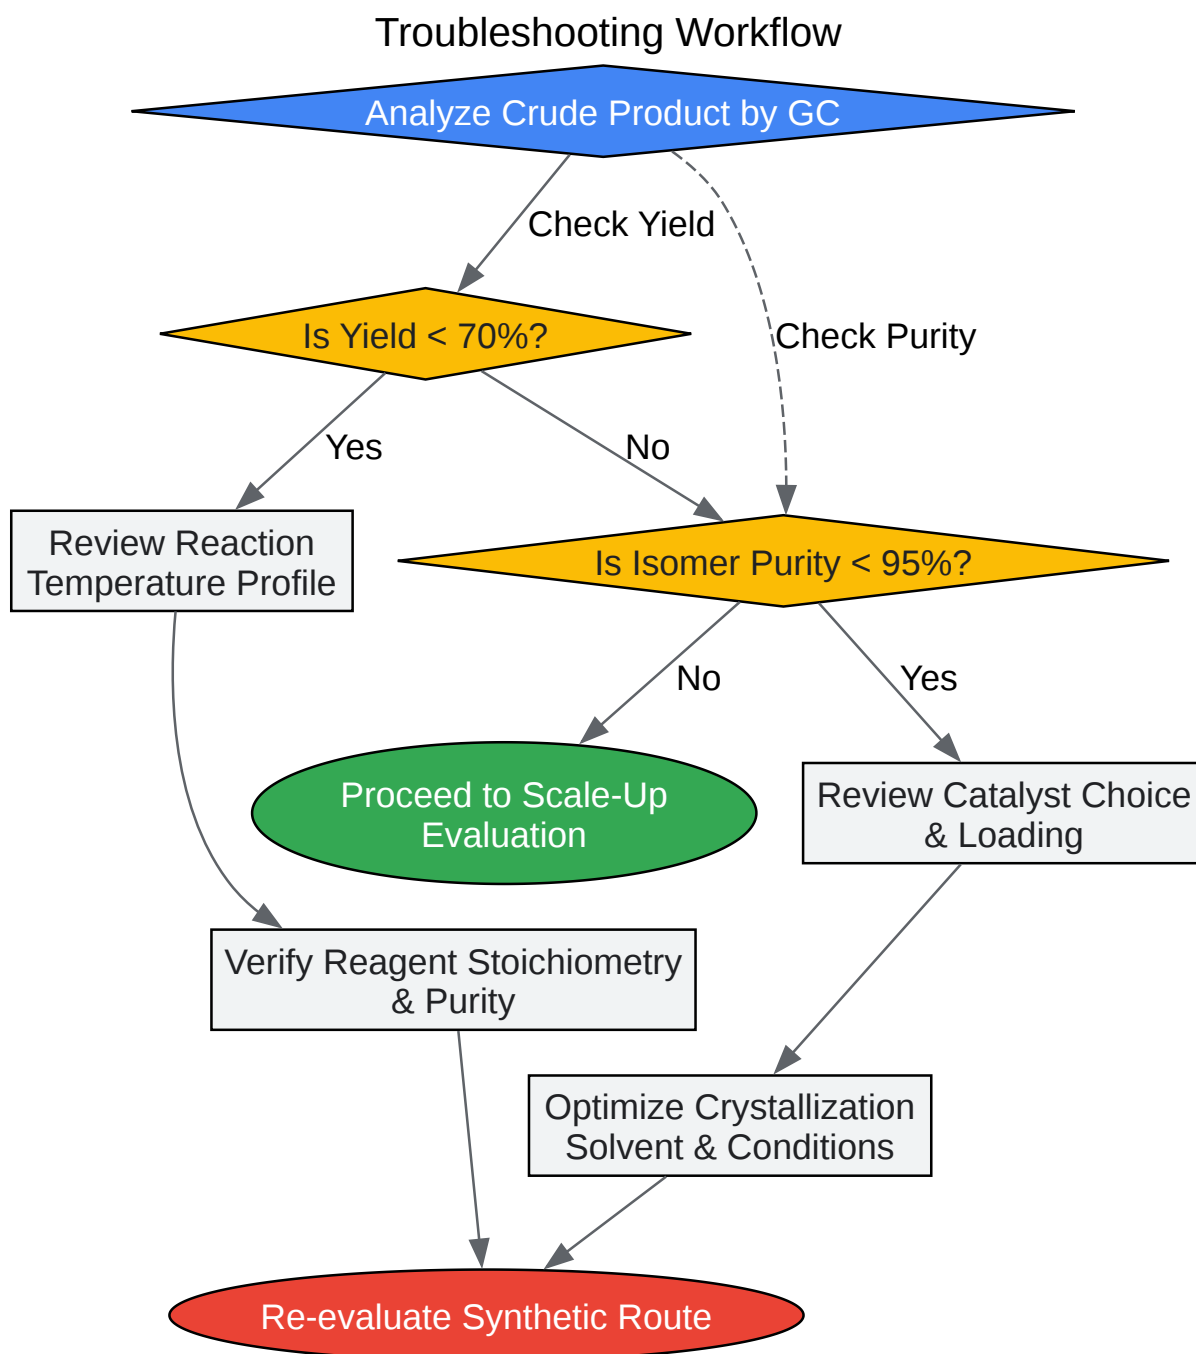 Troubleshooting Workflow
Analyze Crude Product by GC
Check Yield
Is Yield < 70%?
Check Purity
Yes
No
Review Reaction
Temperature Profile
Is Isomer Purity < 95%?
No
Yes
Proceed to Scale-Up
Evaluation
Review Catalyst Choice
& Loading
Verify Reagent Stoichiometry
& Purity
Optimize Crystallization
Solvent & Conditions
Re-evaluate Synthetic Route